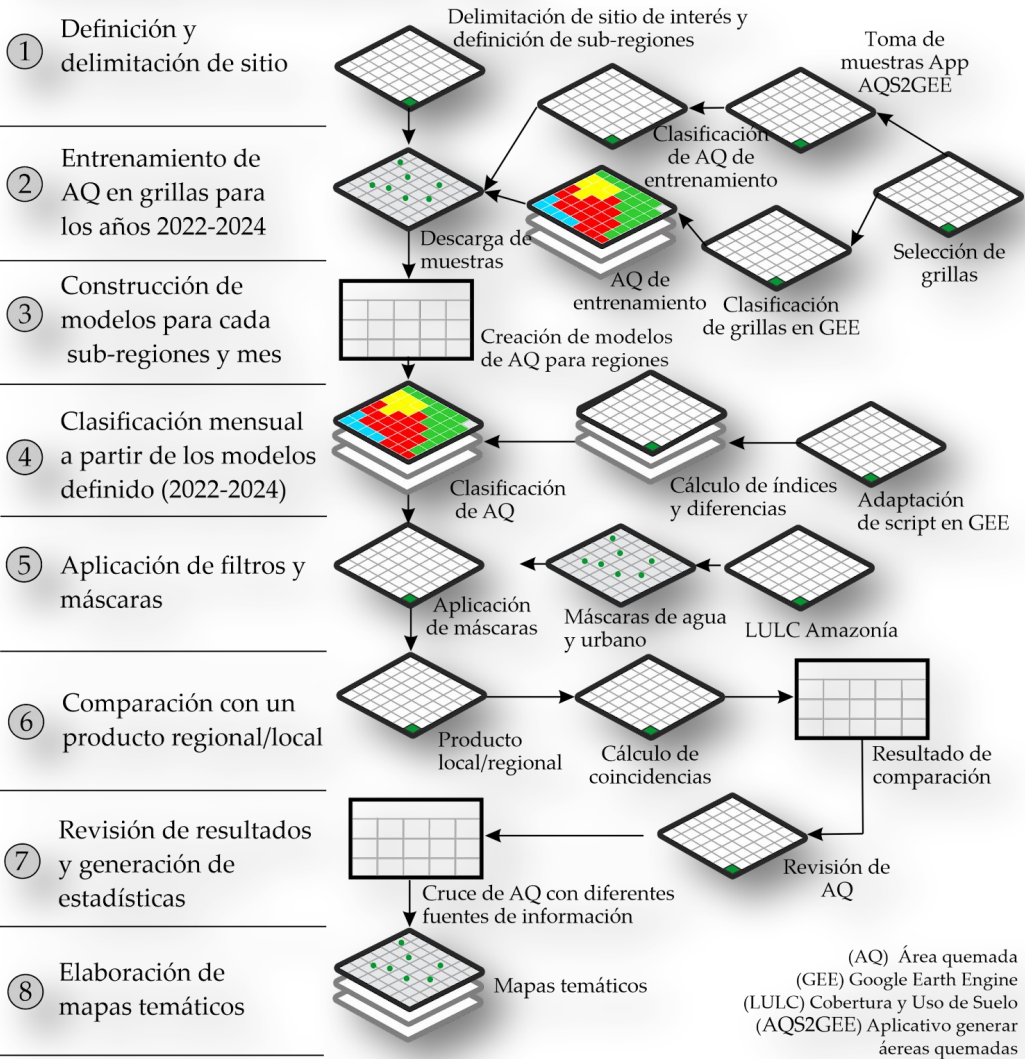 1
Definición y
delimitación de sitio
Delimitación de sitio de interés y
definición de sub-regiones
Toma de
muestras App
AQS2GEE
2
Entrenamiento de
AQ en grillas para
los años 2022-2024
Clasificación
de AQ de
entrenamiento
Selección de
grillas
Descarga de
muestras
AQ de
entrenamiento
Clasificación
de grillas en GEE
3
Construcción de
modelos para cada
sub-regiones y mes
Creación de modelos
de AQ para regiones
4
Clasificación mensual
a partir de los modelos
definido (2022-2024)
Clasificación
de AQ
Cálculo de índices
y diferencias
Adaptación
de script en GEE
5
Aplicación de filtros y
máscaras
Aplicación
de máscaras
Máscaras de agua
y urbano
LULC Amazonía
6
Comparación con un
producto regional/local
Producto
local/regional
Cálculo de
coincidencias
Resultado de
comparación
7
Revisión de resultados
y generación de
estadísticas
Revisión de
AQ
Cruce de AQ con diferentes
fuentes de información
8
Elaboración de
mapas temáticos
Mapas temáticos
(AQ) Área quemada
(GEE) Google Earth Engine
(LULC) Cobertura y Uso de Suelo
(AQS2GEE) Aplicativo generar
áereas quemadas